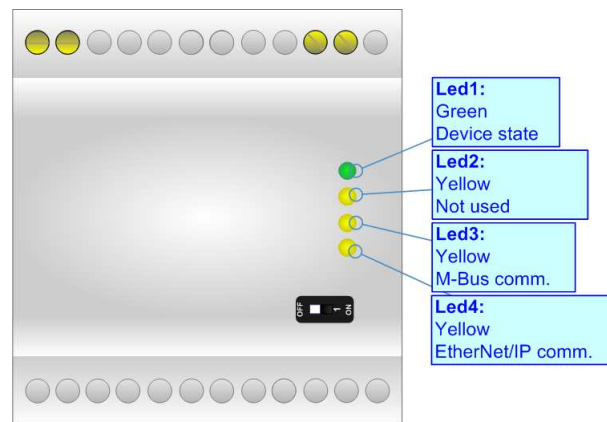 Led1:
Green
Device state
Led2:
Yellow
Not used
Led3:
Yellow
M-Bus comm.
Led4:
Yellow
EtherNet/IP comm.
OFF
1
ON